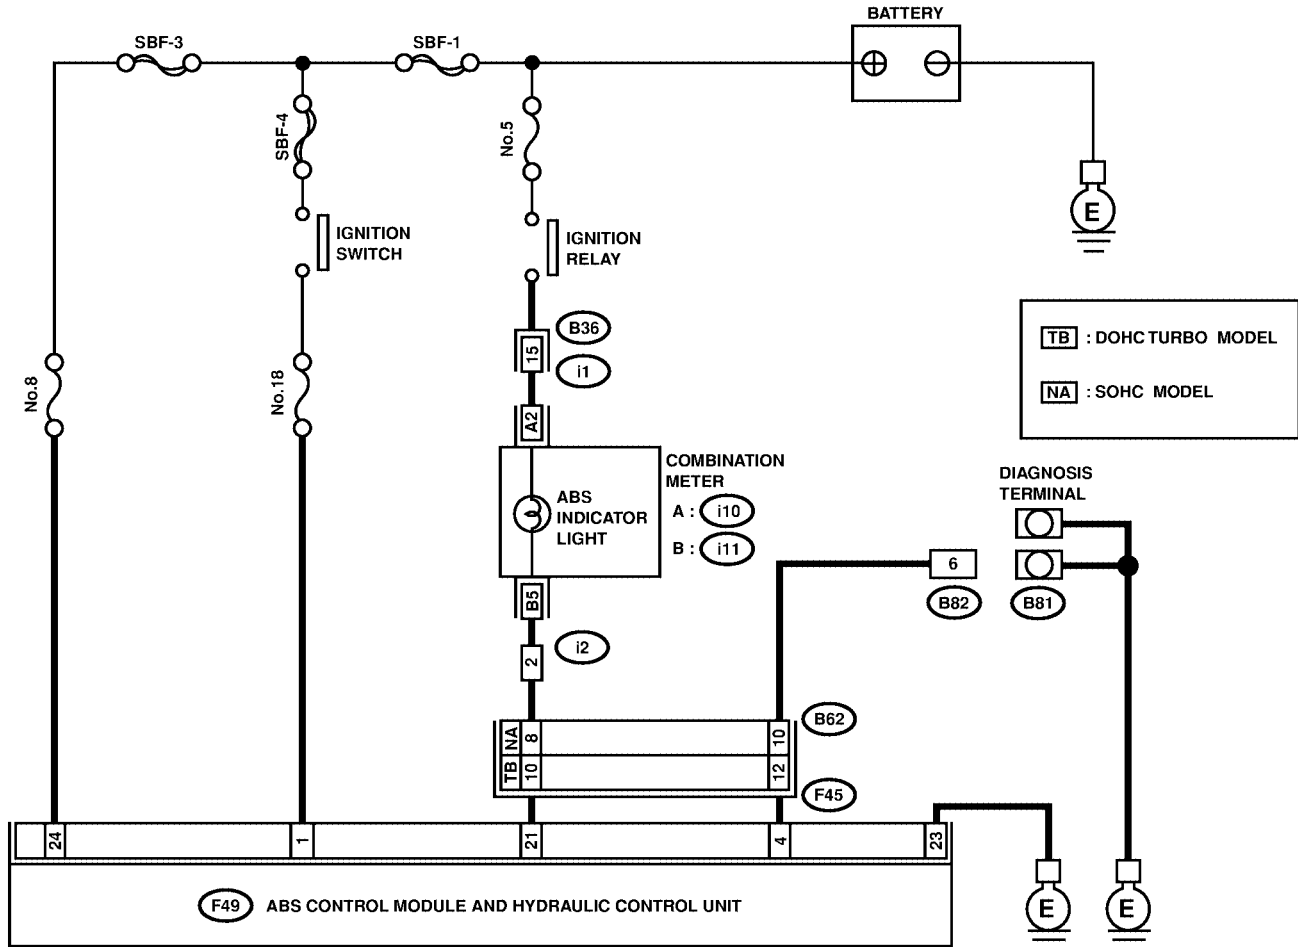 BATTERY
SBF-3
SBF-1
SBF-4
No.5
E
IGNITION
SWITCH
IGNITION
RELAY
B36
15
i1
TB : DOHC TURBO MODEL
NA : SOHC MODEL
No.8
No.18
A2
COMBINATION
METER
A : i10
B : i11
ABS
INDICATOR
LIGHT
DIAGNOSIS
TERMINAL
6
B82
B81
B5
i2
2
B62
NA
8
10
TB
10
12
F45
24
1
21
4
23
F49
ABS CONTROL MODULE AND HYDRAULIC CONTROL UNIT
E
E